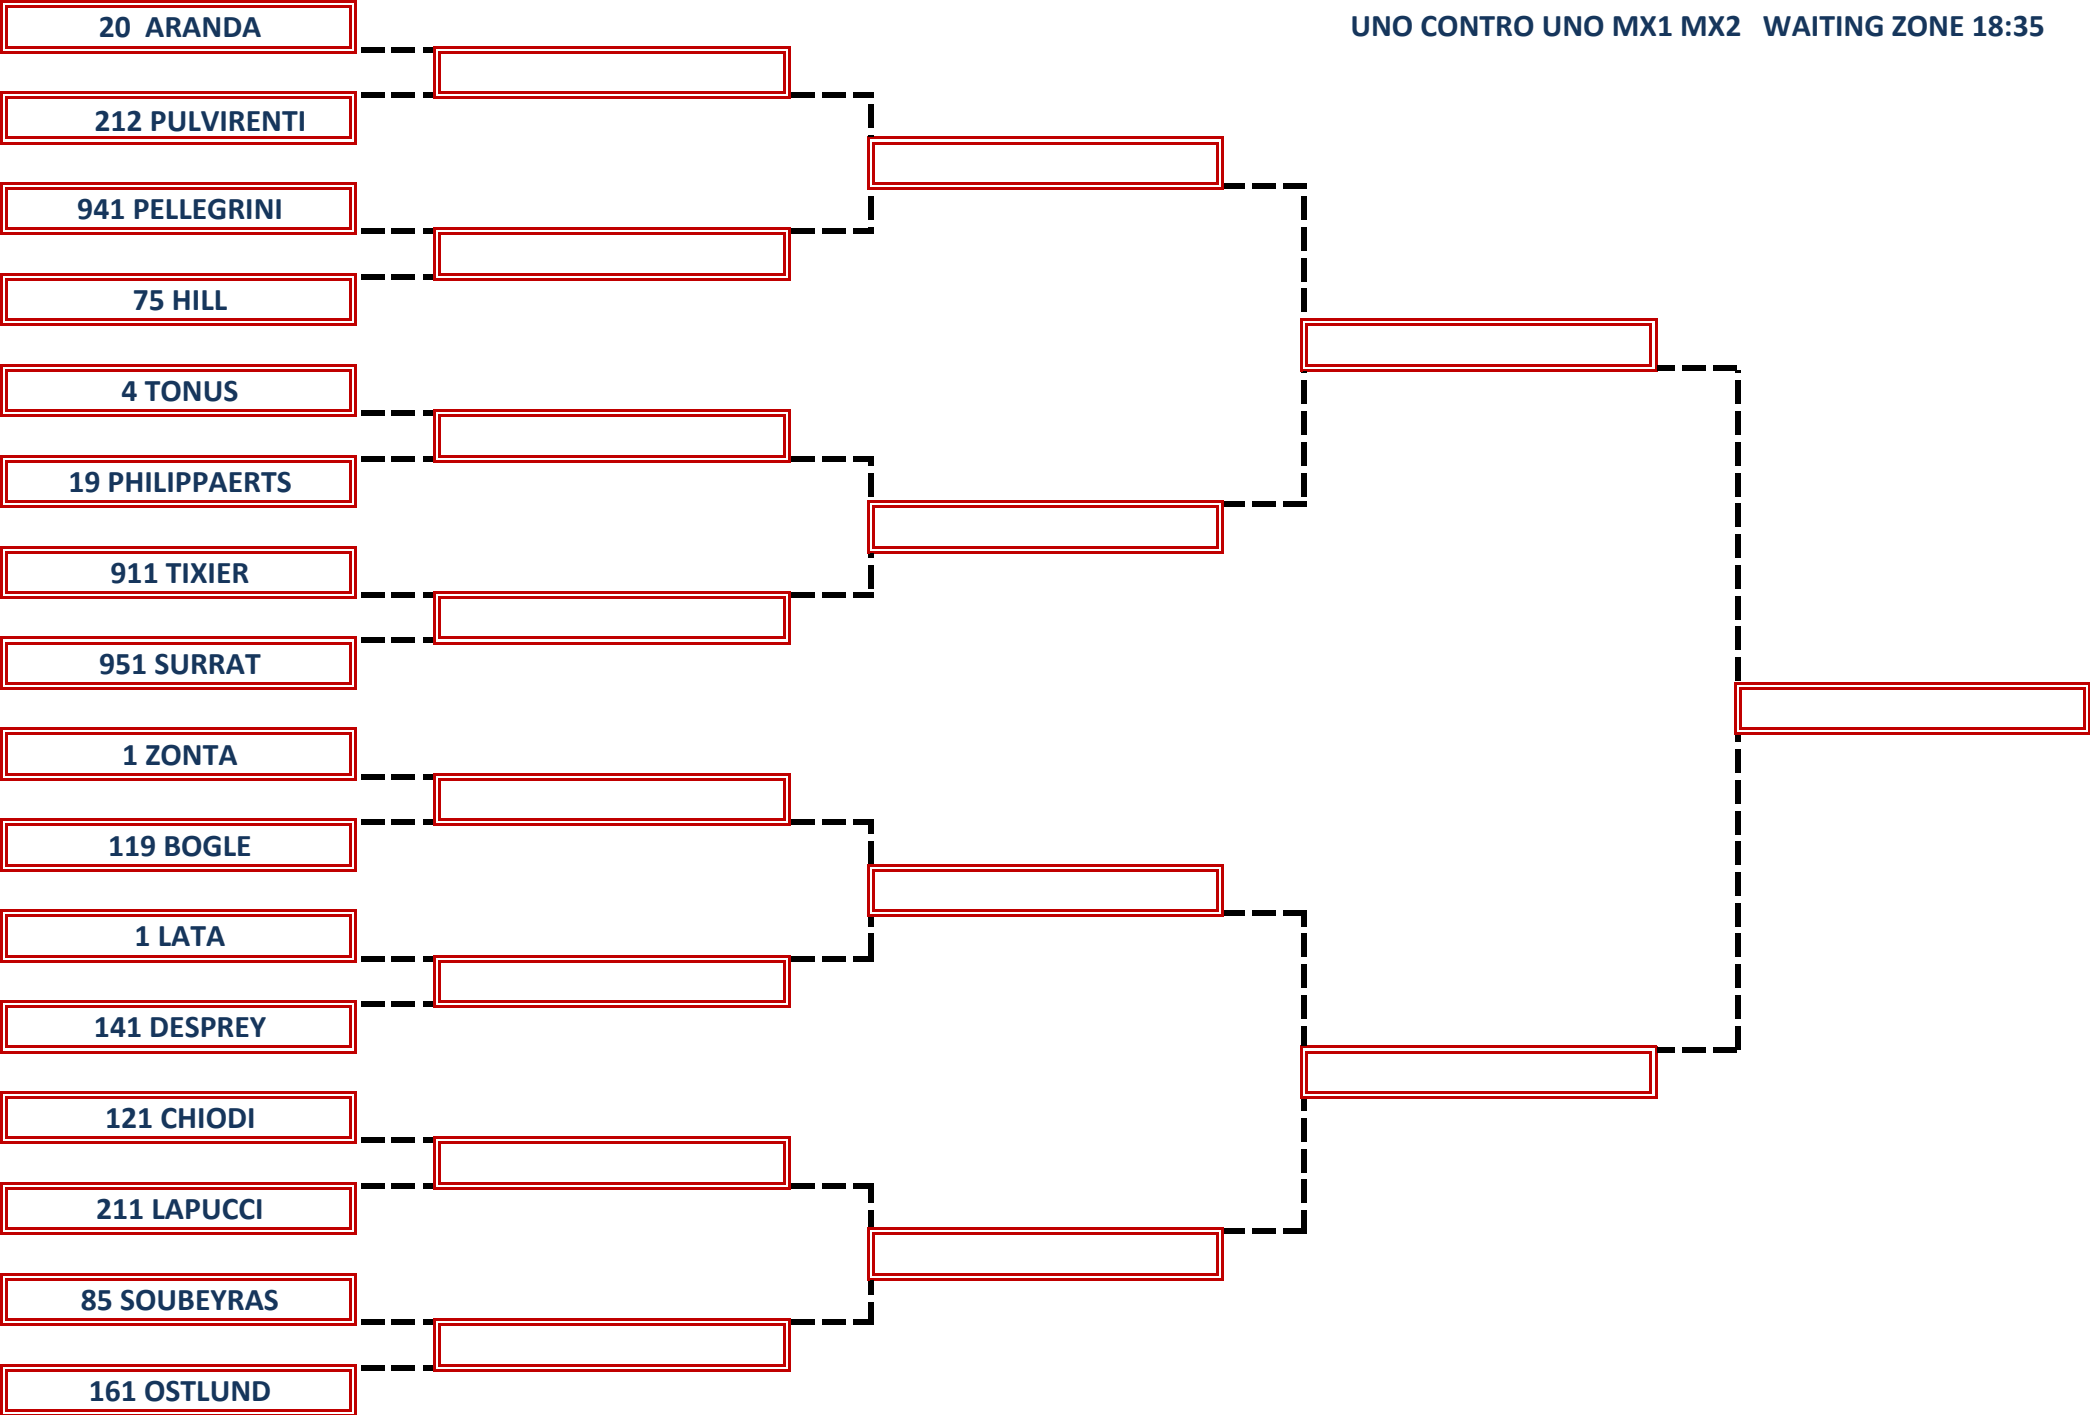 20  ARANDA
UNO CONTRO UNO MX1 MX2   WAITING ZONE 18:35
212 PULVIRENTI
941 PELLEGRINI
75 HILL
4 TONUS
19 PHILIPPAERTS
911 TIXIER
951 SURRAT
1 ZONTA
119 BOGLE
1 LATA
141 DESPREY
121 CHIODI
211 LAPUCCI
85 SOUBEYRAS
161 OSTLUND